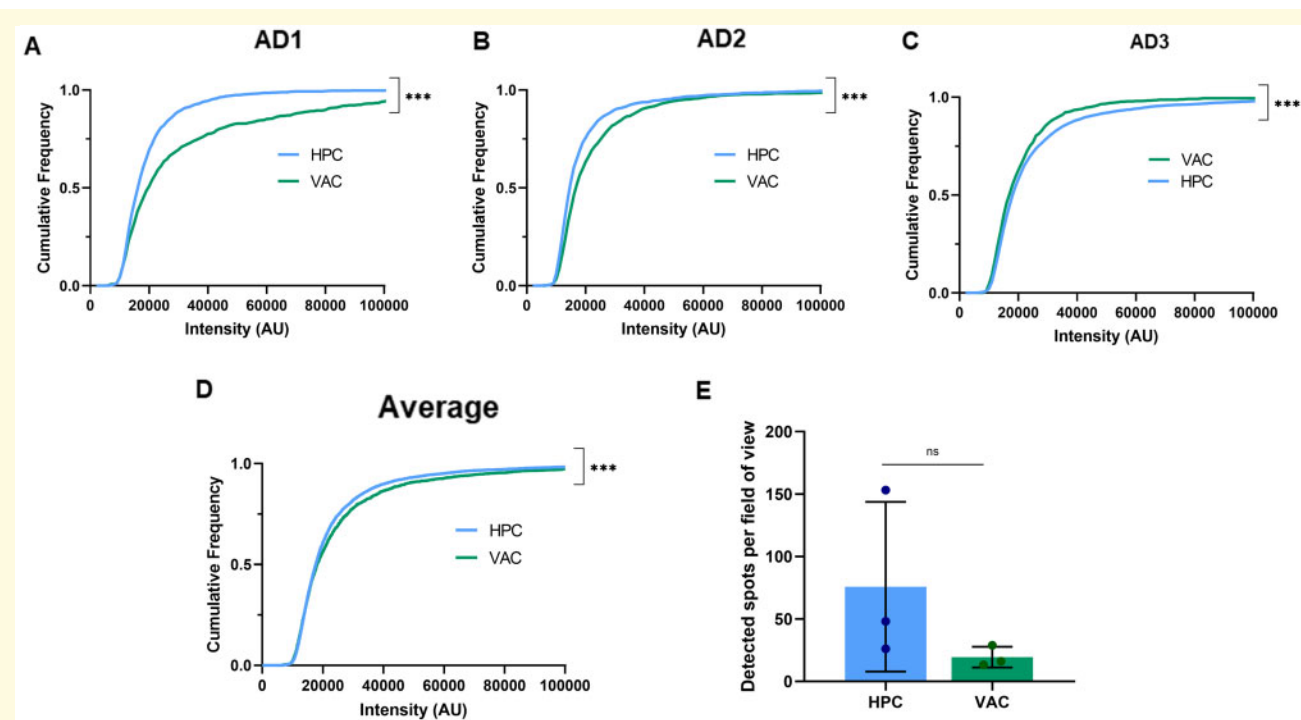 A
AD1
Cumulative Frequency
1.0
0.5
0.0
0 20000 40000 60000 80000 100000
Intensity (AU)
HPC
VAC
***
B
AD2
Cumulative Frequency
1.0
0.5
0.0
0 20000 40000 60000 80000 100000
Intensity (AU)
HPC
VAC
***
C
AD3
Cumulative Frequency
1.0
0.5
0.0
0 20000 40000 60000 80000 100000
Intensity (AU)
VAC
HPC
***
D
Average
Cumulative Frequency
1.0
0.5
0.0
0 20000 40000 60000 80000 100000
Intensity (AU)
HPC
VAC
***
E
Detected spots per field of view
200
150
100
50
0
ns
HPC VAC